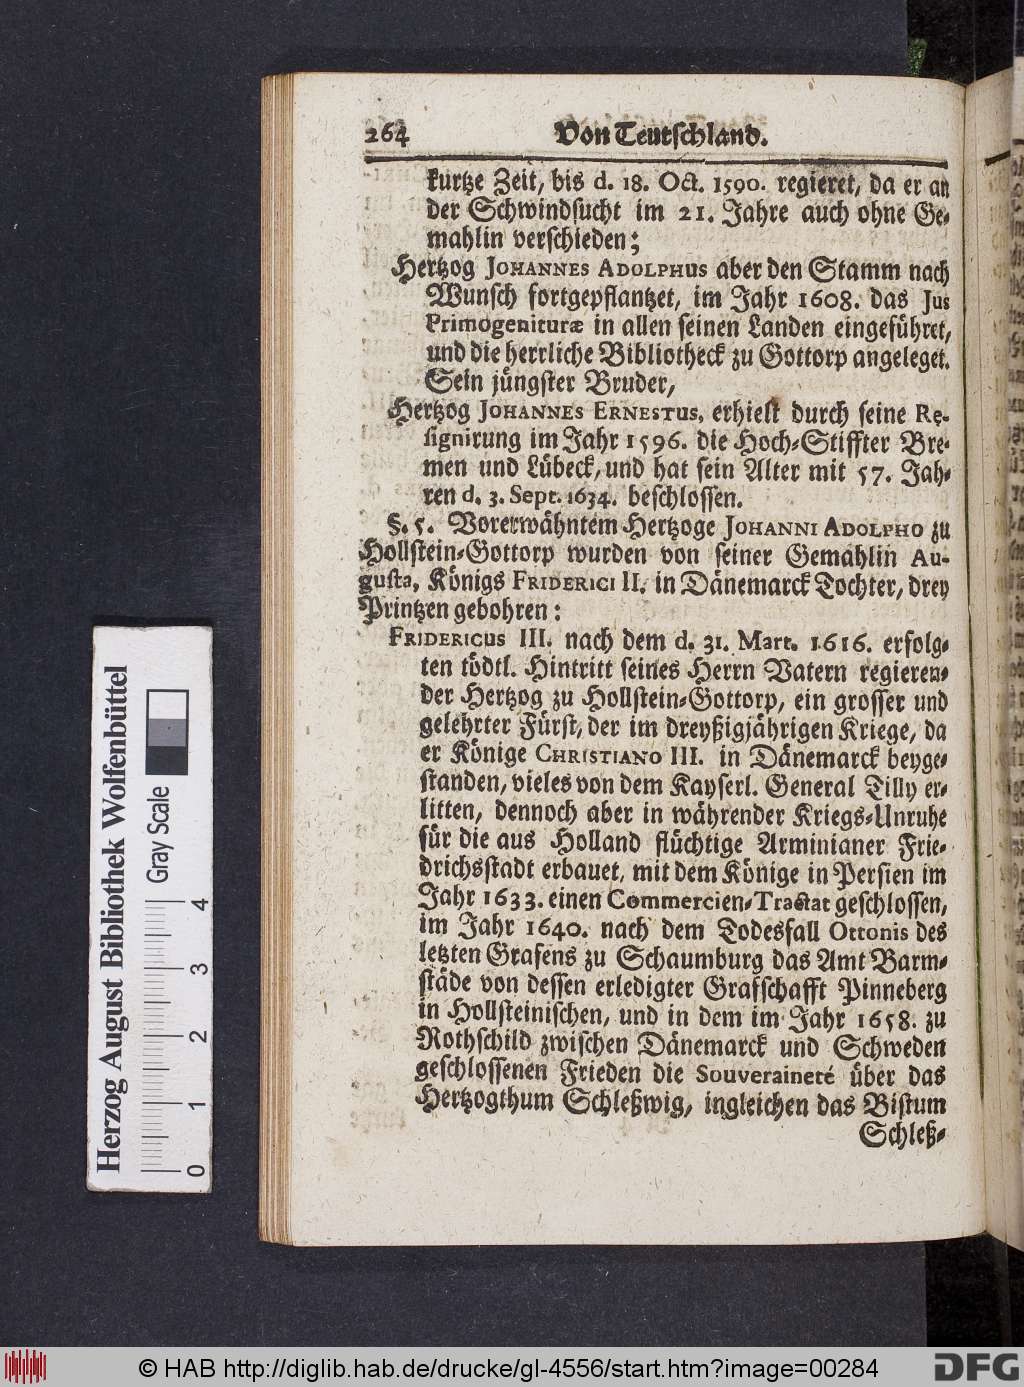 264 Von Teutschland.
kurtze Zeit, bis d. 18. Oct. 1590. regieret, da er an
der Schwindsucht im 21. Jahre auch ohne Ge-
mahlin verschieden;
Hertzog JOHANNES ADOLPHUS aber den Stamm nach
Wunsch fortgepflantzet, im Jahr 1608. das Jus
Primogenituræ in allen seinen Landen eingeführet,
und die herrliche Bibliotheck zu Gottorp angeleget.
Sein jüngster Bruder,
Hertzog JOHANNES ERNESTUS, erhielt durch seine Re-
signirung im Jahr 1596. die Hoch-Stiffter Bre-
men und Lübeck, und hat sein Alter mit 57. Jah-
ren d. 3. Sept. 1634. beschlossen.
§. 5. Vorerwähntem Hertzoge JOHANNI ADOLPHO zu
Hollstein-Gottorp wurden von seiner Gemahlin Au-
gusta, Königs FRIDERICI II. in Dänemarck Tochter, drey
Printzen gebohren:
FRIDERICUS III. nach dem d. 31. Mart. 1616. erfolg-
ten tödtl. Hintritt seines Herrn Vatern regieren-
der Hertzog zu Hollstein-Gottorp, ein grosser und
gelehrter Fürst, der im dreyßigjährigen Kriege, da
er Könige CHRISTIANO III. in Dänemarck beyge-
standen, vieles von dem Kayserl. General Tilly er-
litten, dennoch aber in währender Kriegs-Unruhe
für die aus Holland flüchtige Arminianer Frie-
drichsstadt erbauet, mit dem Könige in Persien im
Jahr 1633. einen Commercien-Tractat geschlossen,
im Jahr 1640. nach dem Todesfall Ottonis des
letzten Grafens zu Schaumburg das Amt Barm-
städe von dessen erledigter Grafschafft Pinneberg
in Hollsteinischen, und in dem im Jahr 1658. zu
Rothschild zwischen Dänemarck und Schweden
geschlossenen Frieden die Souveraineté über das
Hertzogthum Schleßwig, ingleichen das Bistum
Schleß-
Herzog August Bibliothek Wolfenbüttel
Gray Scale
0 1 2 3 4
© HAB http://diglib.hab.de/drucke/gl-4556/start.htm?image=00284
DFG